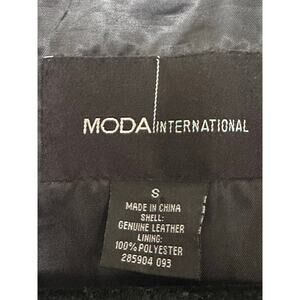 MODA INTERNATIONAL
S
MADE IN CHINA
SHELL:
GENUINE LEATHER
LINING:
100% POLYESTER
285904 093